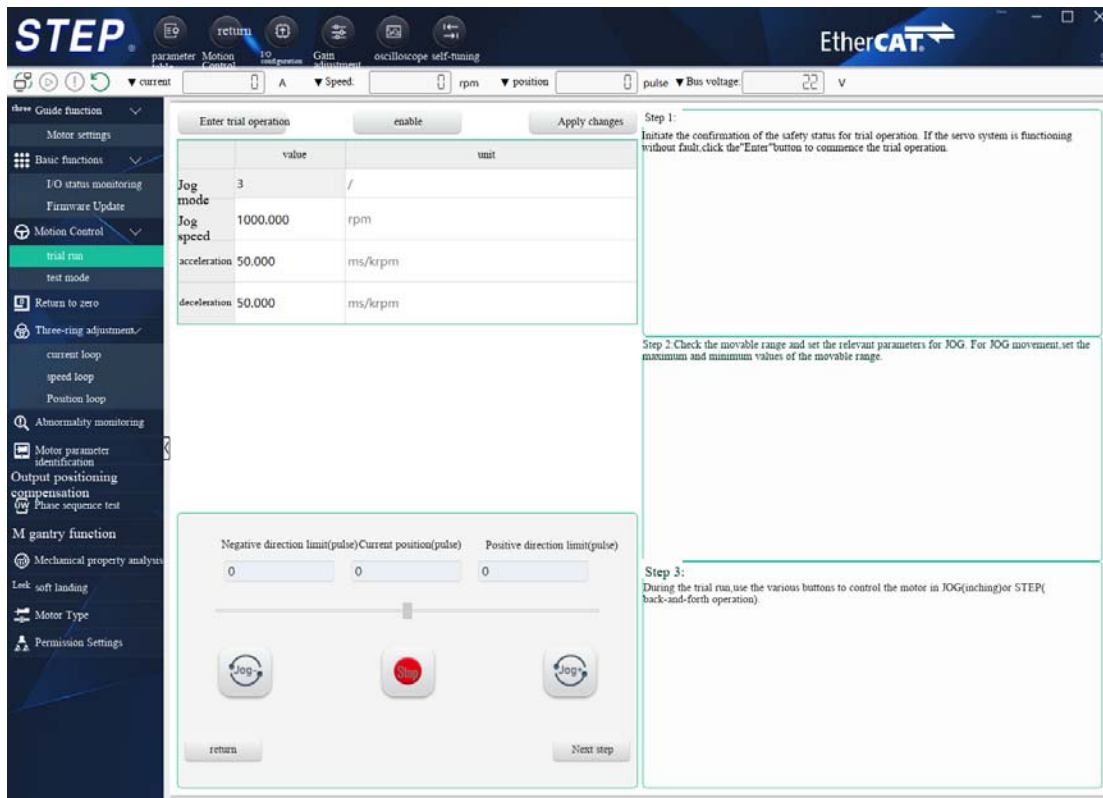 STEP.
parameter table
return
Motion Control
I/O configuration
Gain adjustment
oscilloscope
self-tuning
EtherCAT
▼ current 0 A ▼ Speed: 0 rpm ▼ position 0 pulse ▼ Bus voltage: 22 V
three Guide function
Motor settings
Basic functions
I/O status monitoring
Firmware Update
Motion Control
trial run
test mode
Return to zero
Three-ring adjustment
current loop
speed loop
Position loop
Abnormality monitoring
Motor parameter
identification
Output positioning
compensation
UW Phase sequence test
M gantry function
Mechanical property analysis
Leek soft landing
Motor Type
Permission Settings
Enter trial operation enable Apply changes
value unit
Jog mode 3 /
Jog speed 1000.000 rpm
acceleration 50.000 ms/krpm
deceleration 50.000 ms/krpm
Negative direction limit(pulse) Current position(pulse) Positive direction limit(pulse)
0 0 0
Jog- Stop Jog+
return Next step
Step 1:
Initiate the confirmation of the safety status for trial operation. If the servo system is functioning
without fault,click the"Enter"button to commence the trial operation.
Step 2:Check the movable range and set the relevant parameters for JOG. For JOG movement,set the
maximum and minimum values of the movable range.
Step 3:
During the trial run,use the various buttons to control the motor in JOG(inching)or STEP(
back-and-forth operation).